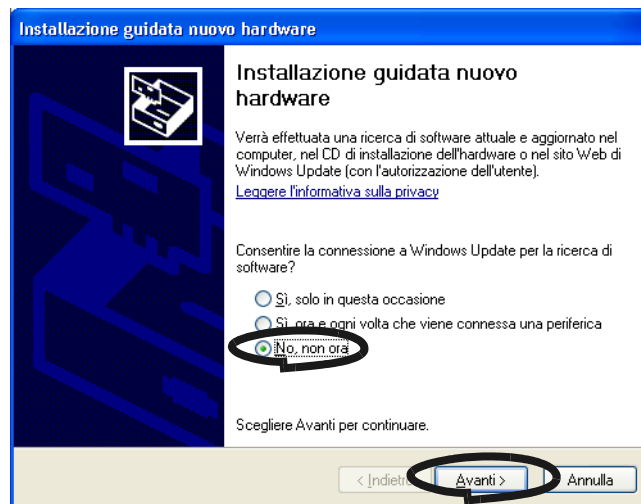 Installazione guidata nuovo hardware
Installazione guidata nuovo
hardware
Verrà effettuata una ricerca di software attuale e aggiornato nel
computer, nel CD di installazione dell'hardware o nel sito Web di
Windows Update (con l'autorizzazione dell'utente).
Leggere l'informativa sulla privacy
Consentire la connessione a Windows Update per la ricerca di
software?
Sì, solo in questa occasione
Sì, ora e ogni volta che viene connessa una periferica
No, non ora
Scegliere Avanti per continuare.
< Indietro Avanti > Annulla